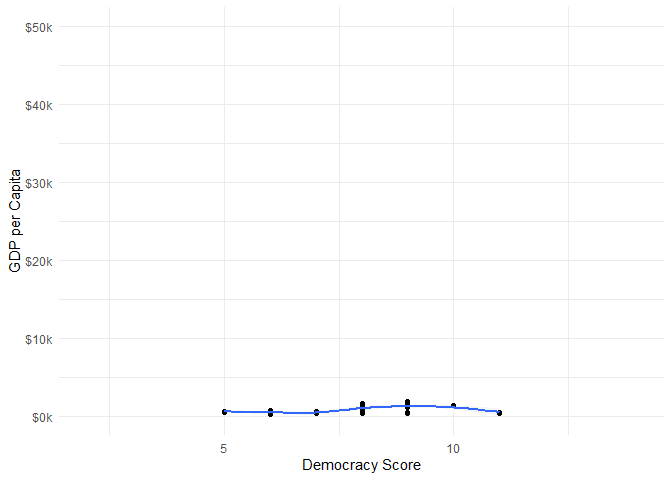 $50k
$40k
$30k
$20k
$10k
$0k
GDP per Capita
5 10
Democracy Score